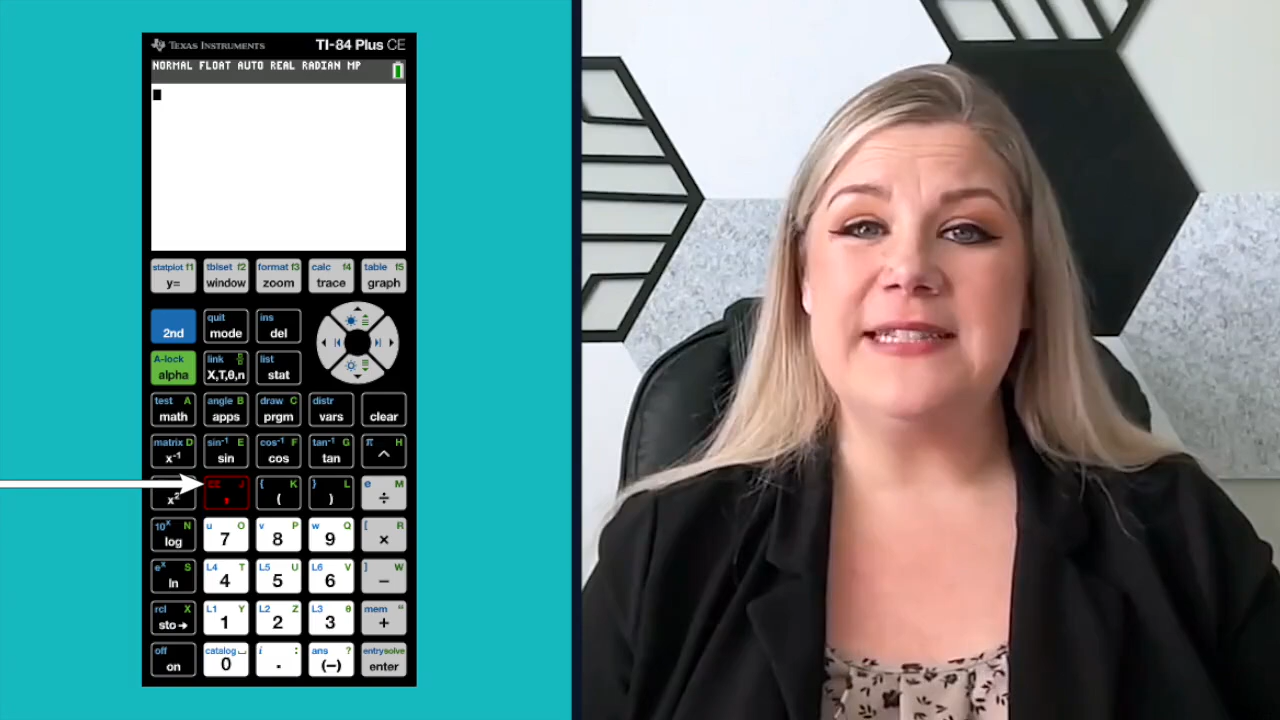 TEXAS INSTRUMENTS TI-84 Plus CE
NORMAL FLOAT AUTO REAL RADIAN MP
statplot f1 tblset f2 format f3 calc f4 table f5
y= window zoom trace graph
quit ins
2nd mode del
A-lock link list
alpha X,T,θ,n stat
test A angle B draw C distr
math apps prgm vars clear
matrix D sin⁻¹ E cos⁻¹ F tan⁻¹ G π H
x⁻¹ sin cos tan ^
EE J { K } L e M
x² , ( ) ÷
10ˣ N u O v P w Q [ R
log 7 8 9 ×
eˣ S L4 T L5 U L6 V ] W
ln 4 5 6 −
rcl X L1 Y L2 Z L3 θ mem "
sto→ 1 2 3 +
off catalog ⎵ i : ans ? entry solve
on 0 . (−) enter